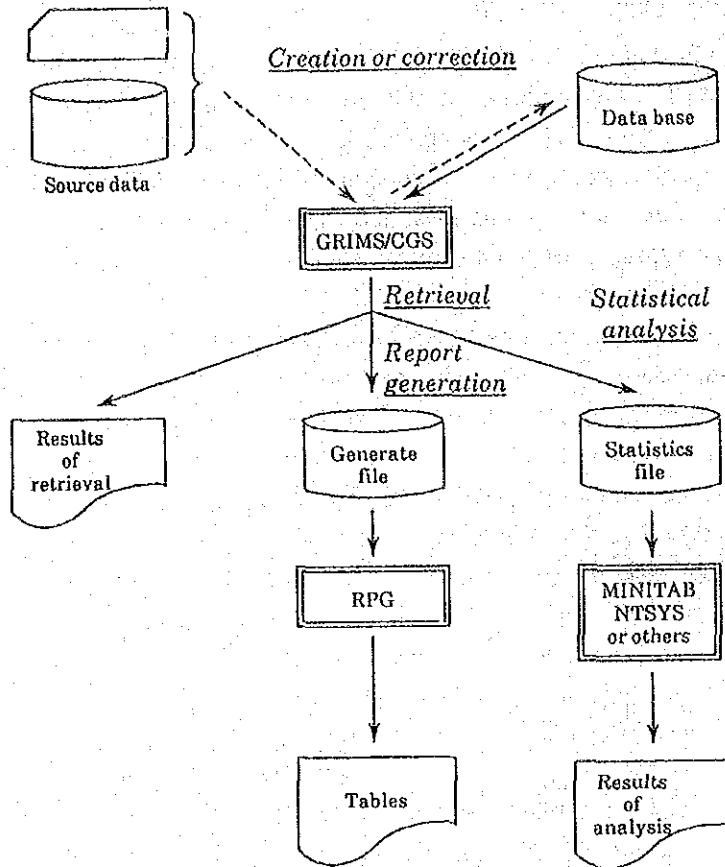 Creation or correction
Data base
Source data
GRIMS/CGS
Retrieval
Statistical
analysis
Report
generation
Results
of
retrieval
Generate
file
Statistics
file
RPG
MINITAB
NTSYS
or others
Tables
Results
of
analysis